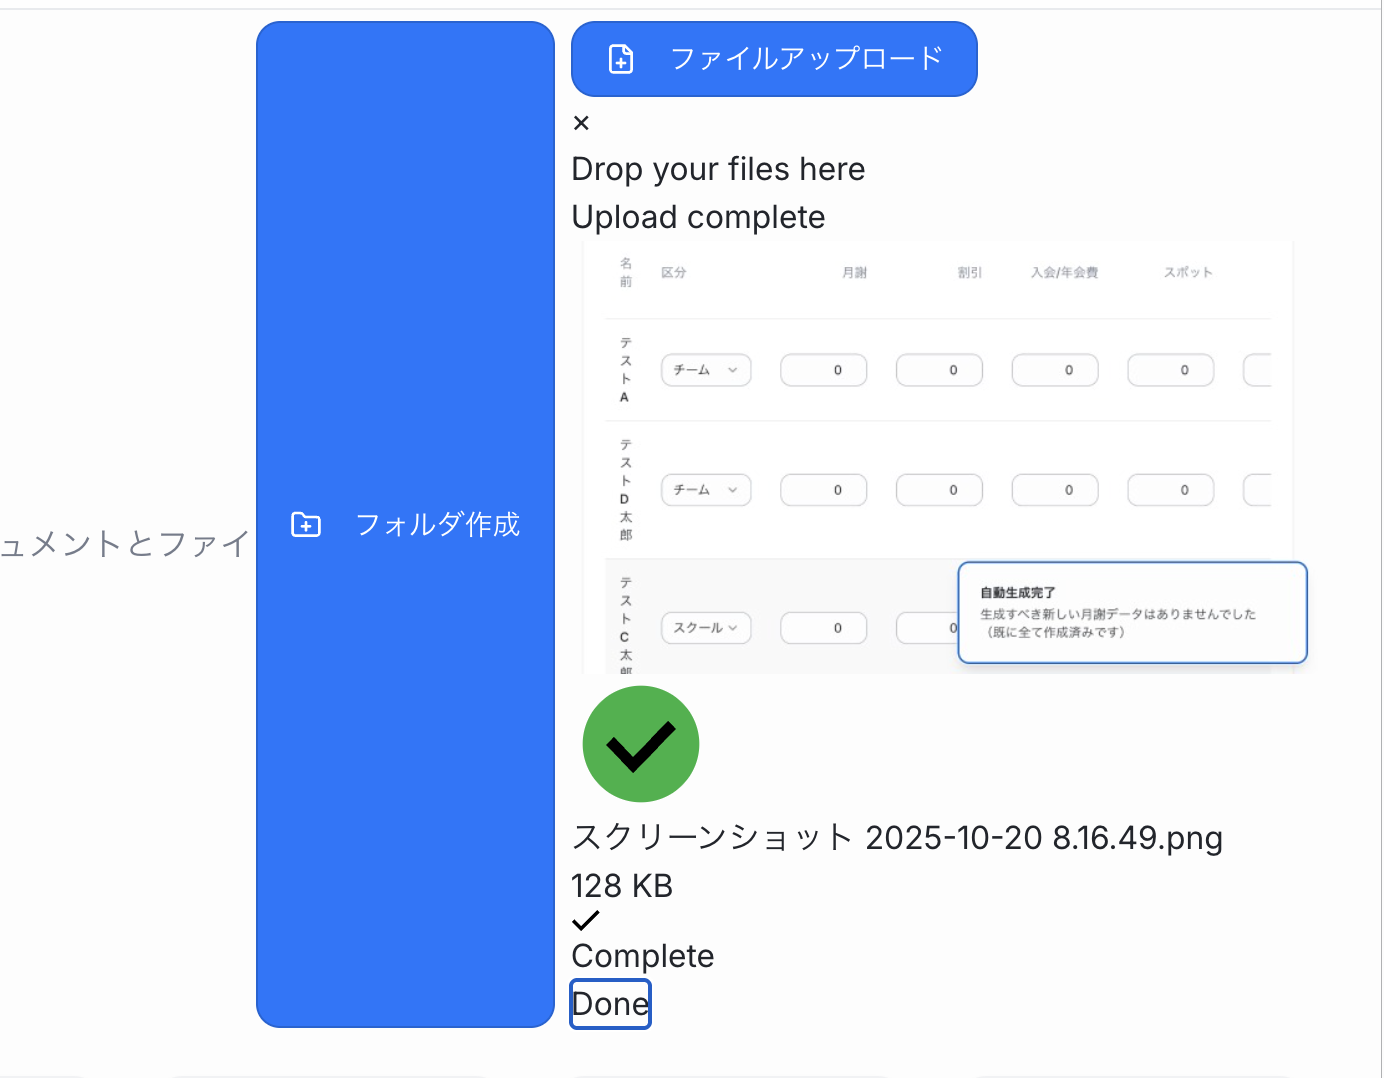 ュメントとファイ
フォルダ作成
ファイルアップロード
×
Drop your files here
Upload complete
名前 区分 月謝 割引 入会/年会費 スポット
テストA チーム 0 0 0 0
テストD太郎 チーム 0 0 0 0
テストC太郎 スクール 0 0
自動生成完了
生成すべき新しい月謝データはありませんでした
（既に全て作成済みです）
スクリーンショット 2025-10-20 8.16.49.png
128 KB
Complete
Done